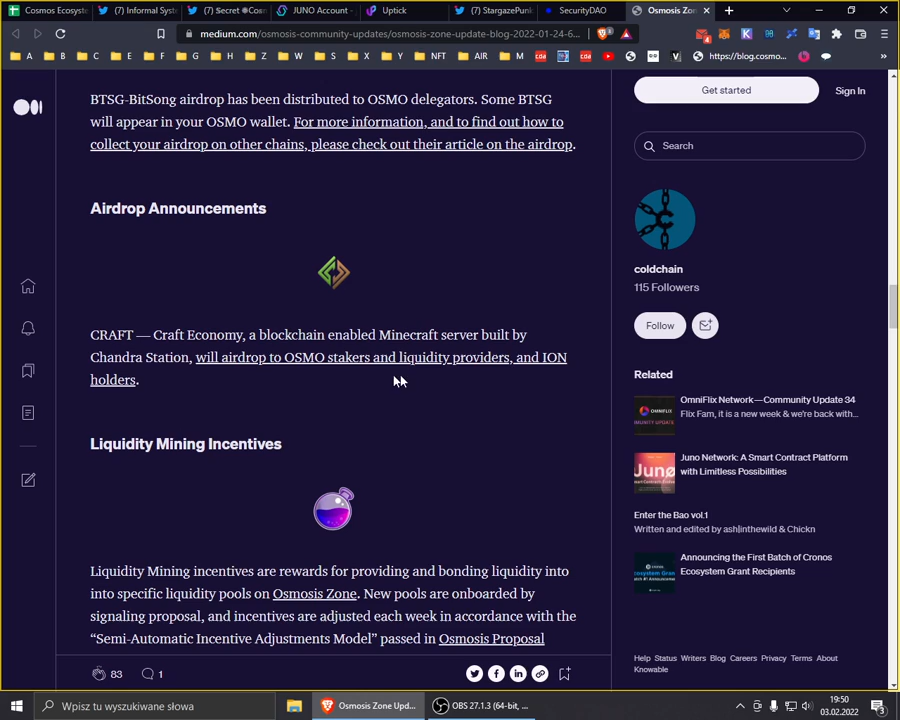 Cosmos Ecosyste
(7) Informal Syst
(7) Secret ✺Cosm
JUNO Account -
Uptick
(7) StargazePunk
SecurityDAO
Osmosis Zone
medium.com/osmosis-community-updates/osmosis-zone-update-blog-2022-01-24-6...
A
B
C
E
G
H
Z
W
S
X
Y
NFT
AIR
M
https://blog.cosmo...
BTSG-BitSong airdrop has been distributed to OSMO delegators. Some BTSG
will appear in your OSMO wallet. For more information, and to find out how to
collect your airdrop on other chains, please check out their article on the airdrop.
Airdrop Announcements
CRAFT — Craft Economy, a blockchain enabled Minecraft server built by
Chandra Station, will airdrop to OSMO stakers and liquidity providers, and ION
holders.
Liquidity Mining Incentives
Liquidity Mining incentives are rewards for providing and bonding liquidity into
into specific liquidity pools on Osmosis Zone. New pools are onboarded by
signaling proposal, and incentives are adjusted each week in accordance with the
“Semi-Automatic Incentive Adjustments Model” passed in Osmosis Proposal
83
1
Get started
Sign In
Search
coldchain
115 Followers
Follow
Related
OmniFlix Network — Community Update 34
Flix Fam, it is a new week & we're back with...
Juno Network: A Smart Contract Platform
with Limitless Possibilities
Enter the Bao vol.1
Written and edited by ash|inthewild & Chickn
Announcing the First Batch of Cronos
Ecosystem Grant Recipients
Help Status Writers Blog Careers Privacy Terms About
Knowable
Wpisz tu wyszukiwane słowa
Osmosis Zone Upd...
OBS 27.1.3 (64-bit, ...
19:50
03.02.2022